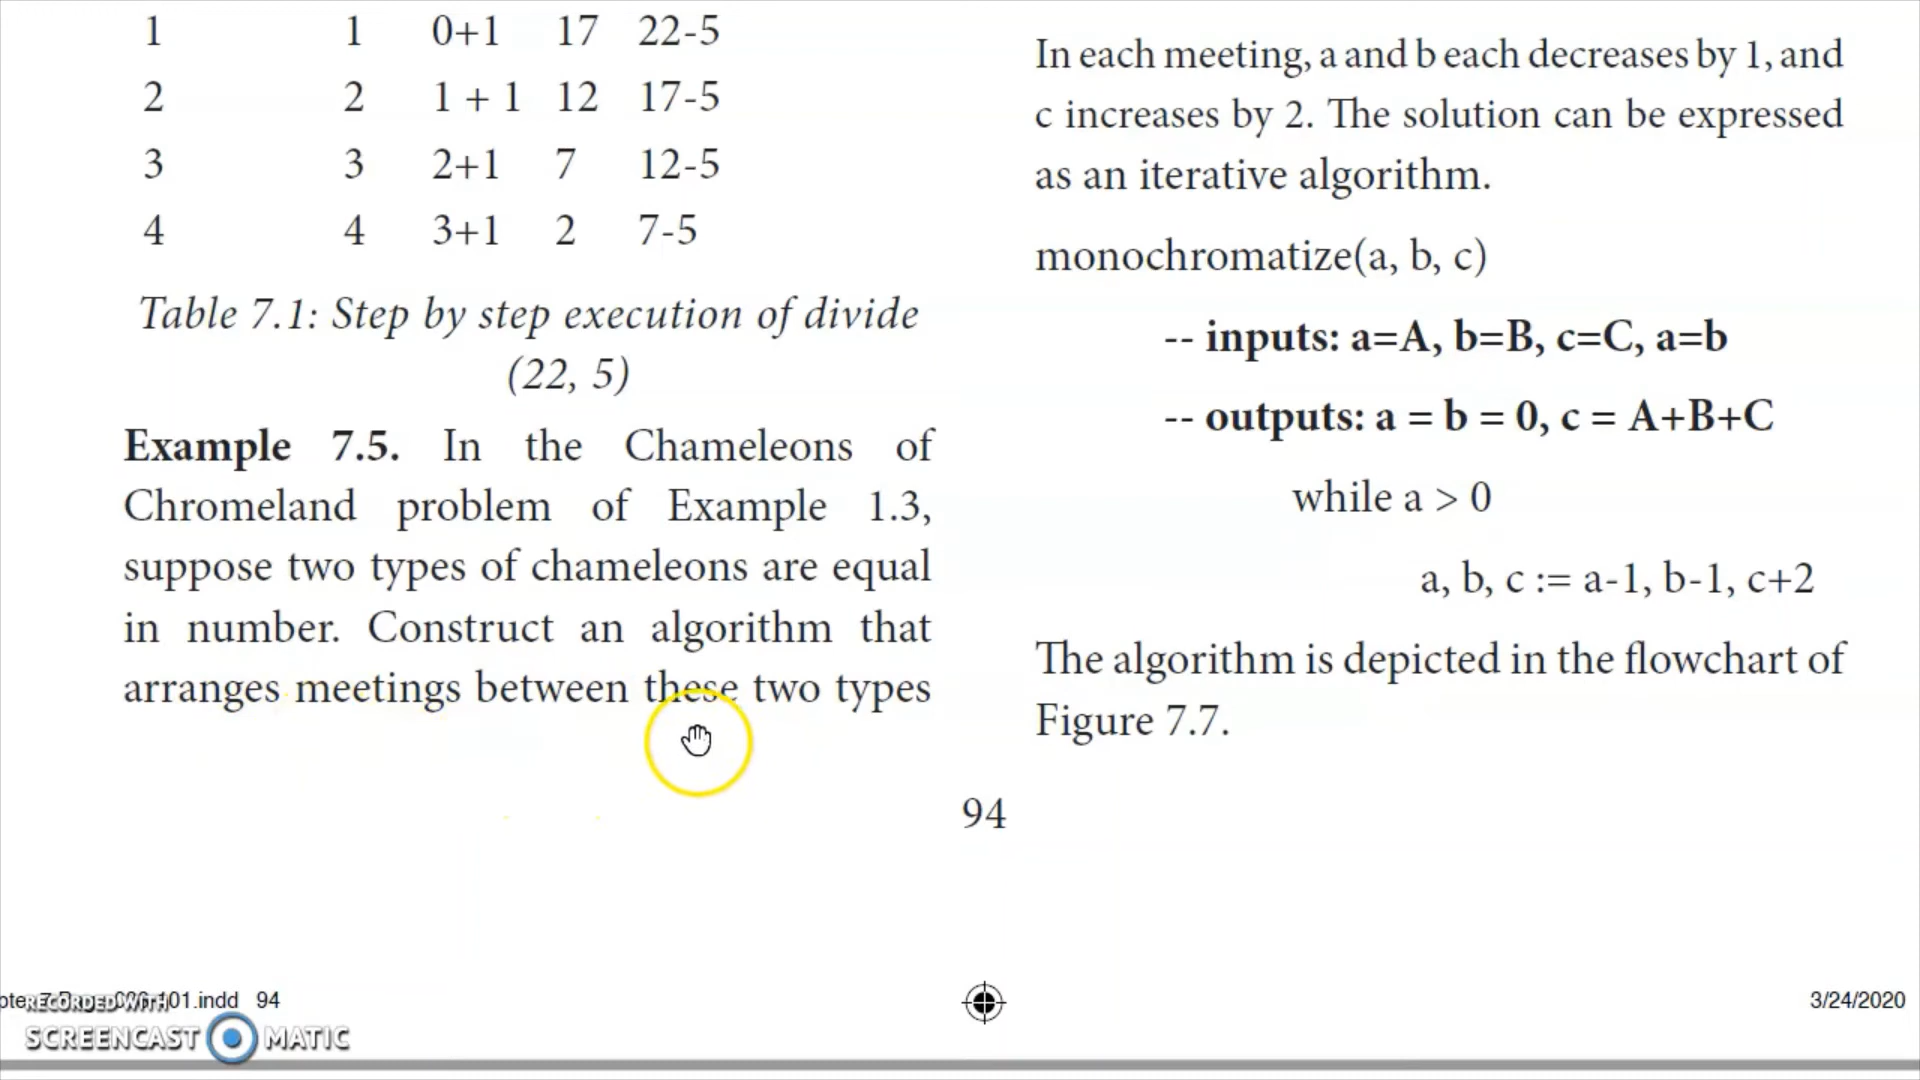 1 1 0+1 17 22-5
2 2 1 + 1 12 17-5
3 3 2+1 7 12-5
4 4 3+1 2 7-5
Table 7.1: Step by step execution of divide
(22, 5)
Example 7.5. In the Chameleons of
Chromeland problem of Example 1.3,
suppose two types of chameleons are equal
in number. Construct an algorithm that
arranges meetings between these two types
In each meeting, a and b each decreases by 1, and
c increases by 2. The solution can be expressed
as an iterative algorithm.
monochromatize(a, b, c)
-- inputs: a=A, b=B, c=C, a=b
-- outputs: a = b = 0, c = A+B+C
while a > 0
a, b, c := a-1, b-1, c+2
The algorithm is depicted in the flowchart of
Figure 7.7.
94
101.indd 94
3/24/2020
RECORDED WITH
SCREENCAST MATIC